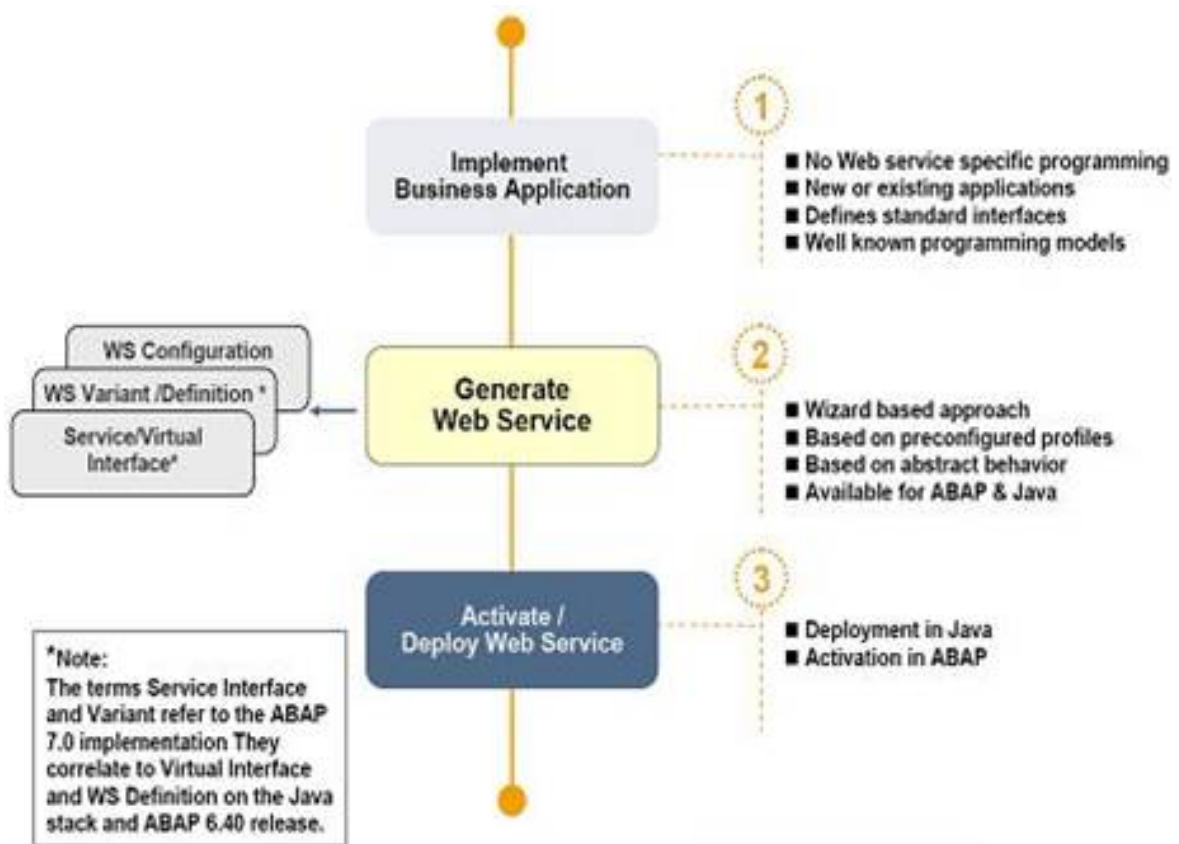 Implement
Business Application
1
■ No Web service specific programming
■ New or existing applications
■ Defines standard interfaces
■ Well known programming models
WS Configuration
WS Variant /Definition *
Service/Virtual
Interface*
Generate
Web Service
2
■ Wizard based approach
■ Based on preconfigured profiles
■ Based on abstract behavior
■ Available for ABAP & Java
Activate /
Deploy Web Service
3
■ Deployment in Java
■ Activation in ABAP
*Note:
The terms Service Interface
and Variant refer to the ABAP
7.0 implementation They
correlate to Virtual Interface
and WS Definition on the Java
stack and ABAP 6.40 release.